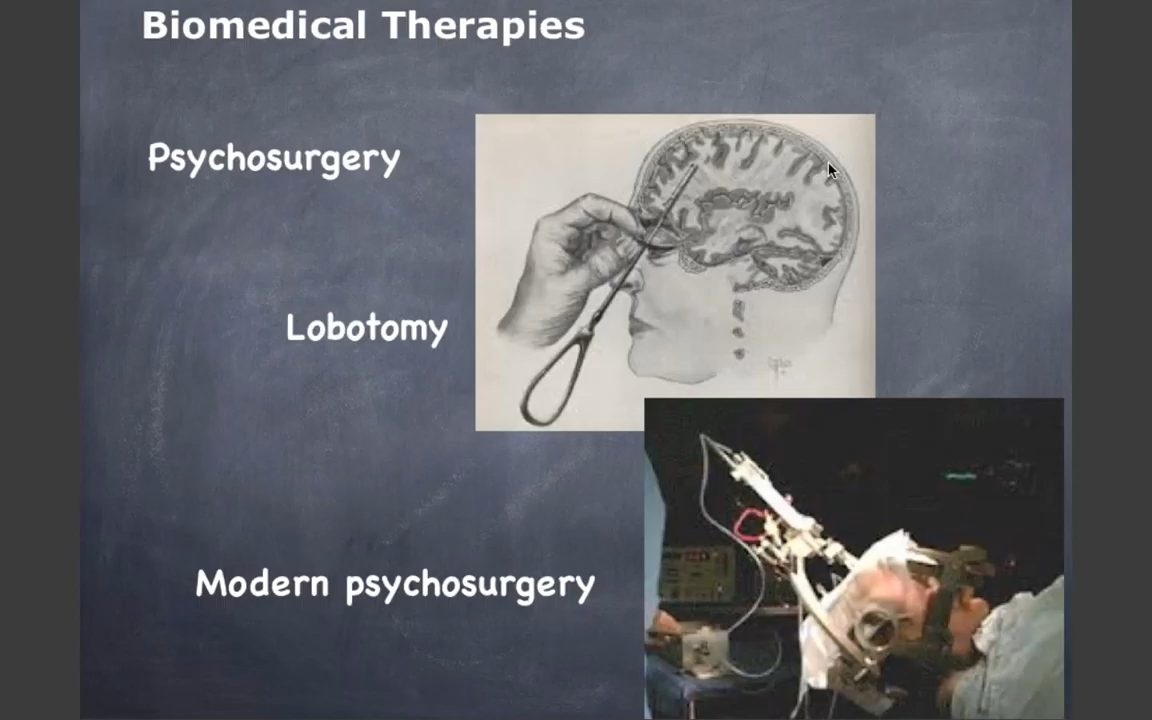 Biomedical Therapies
Psychosurgery
Lobotomy
Modern psychosurgery